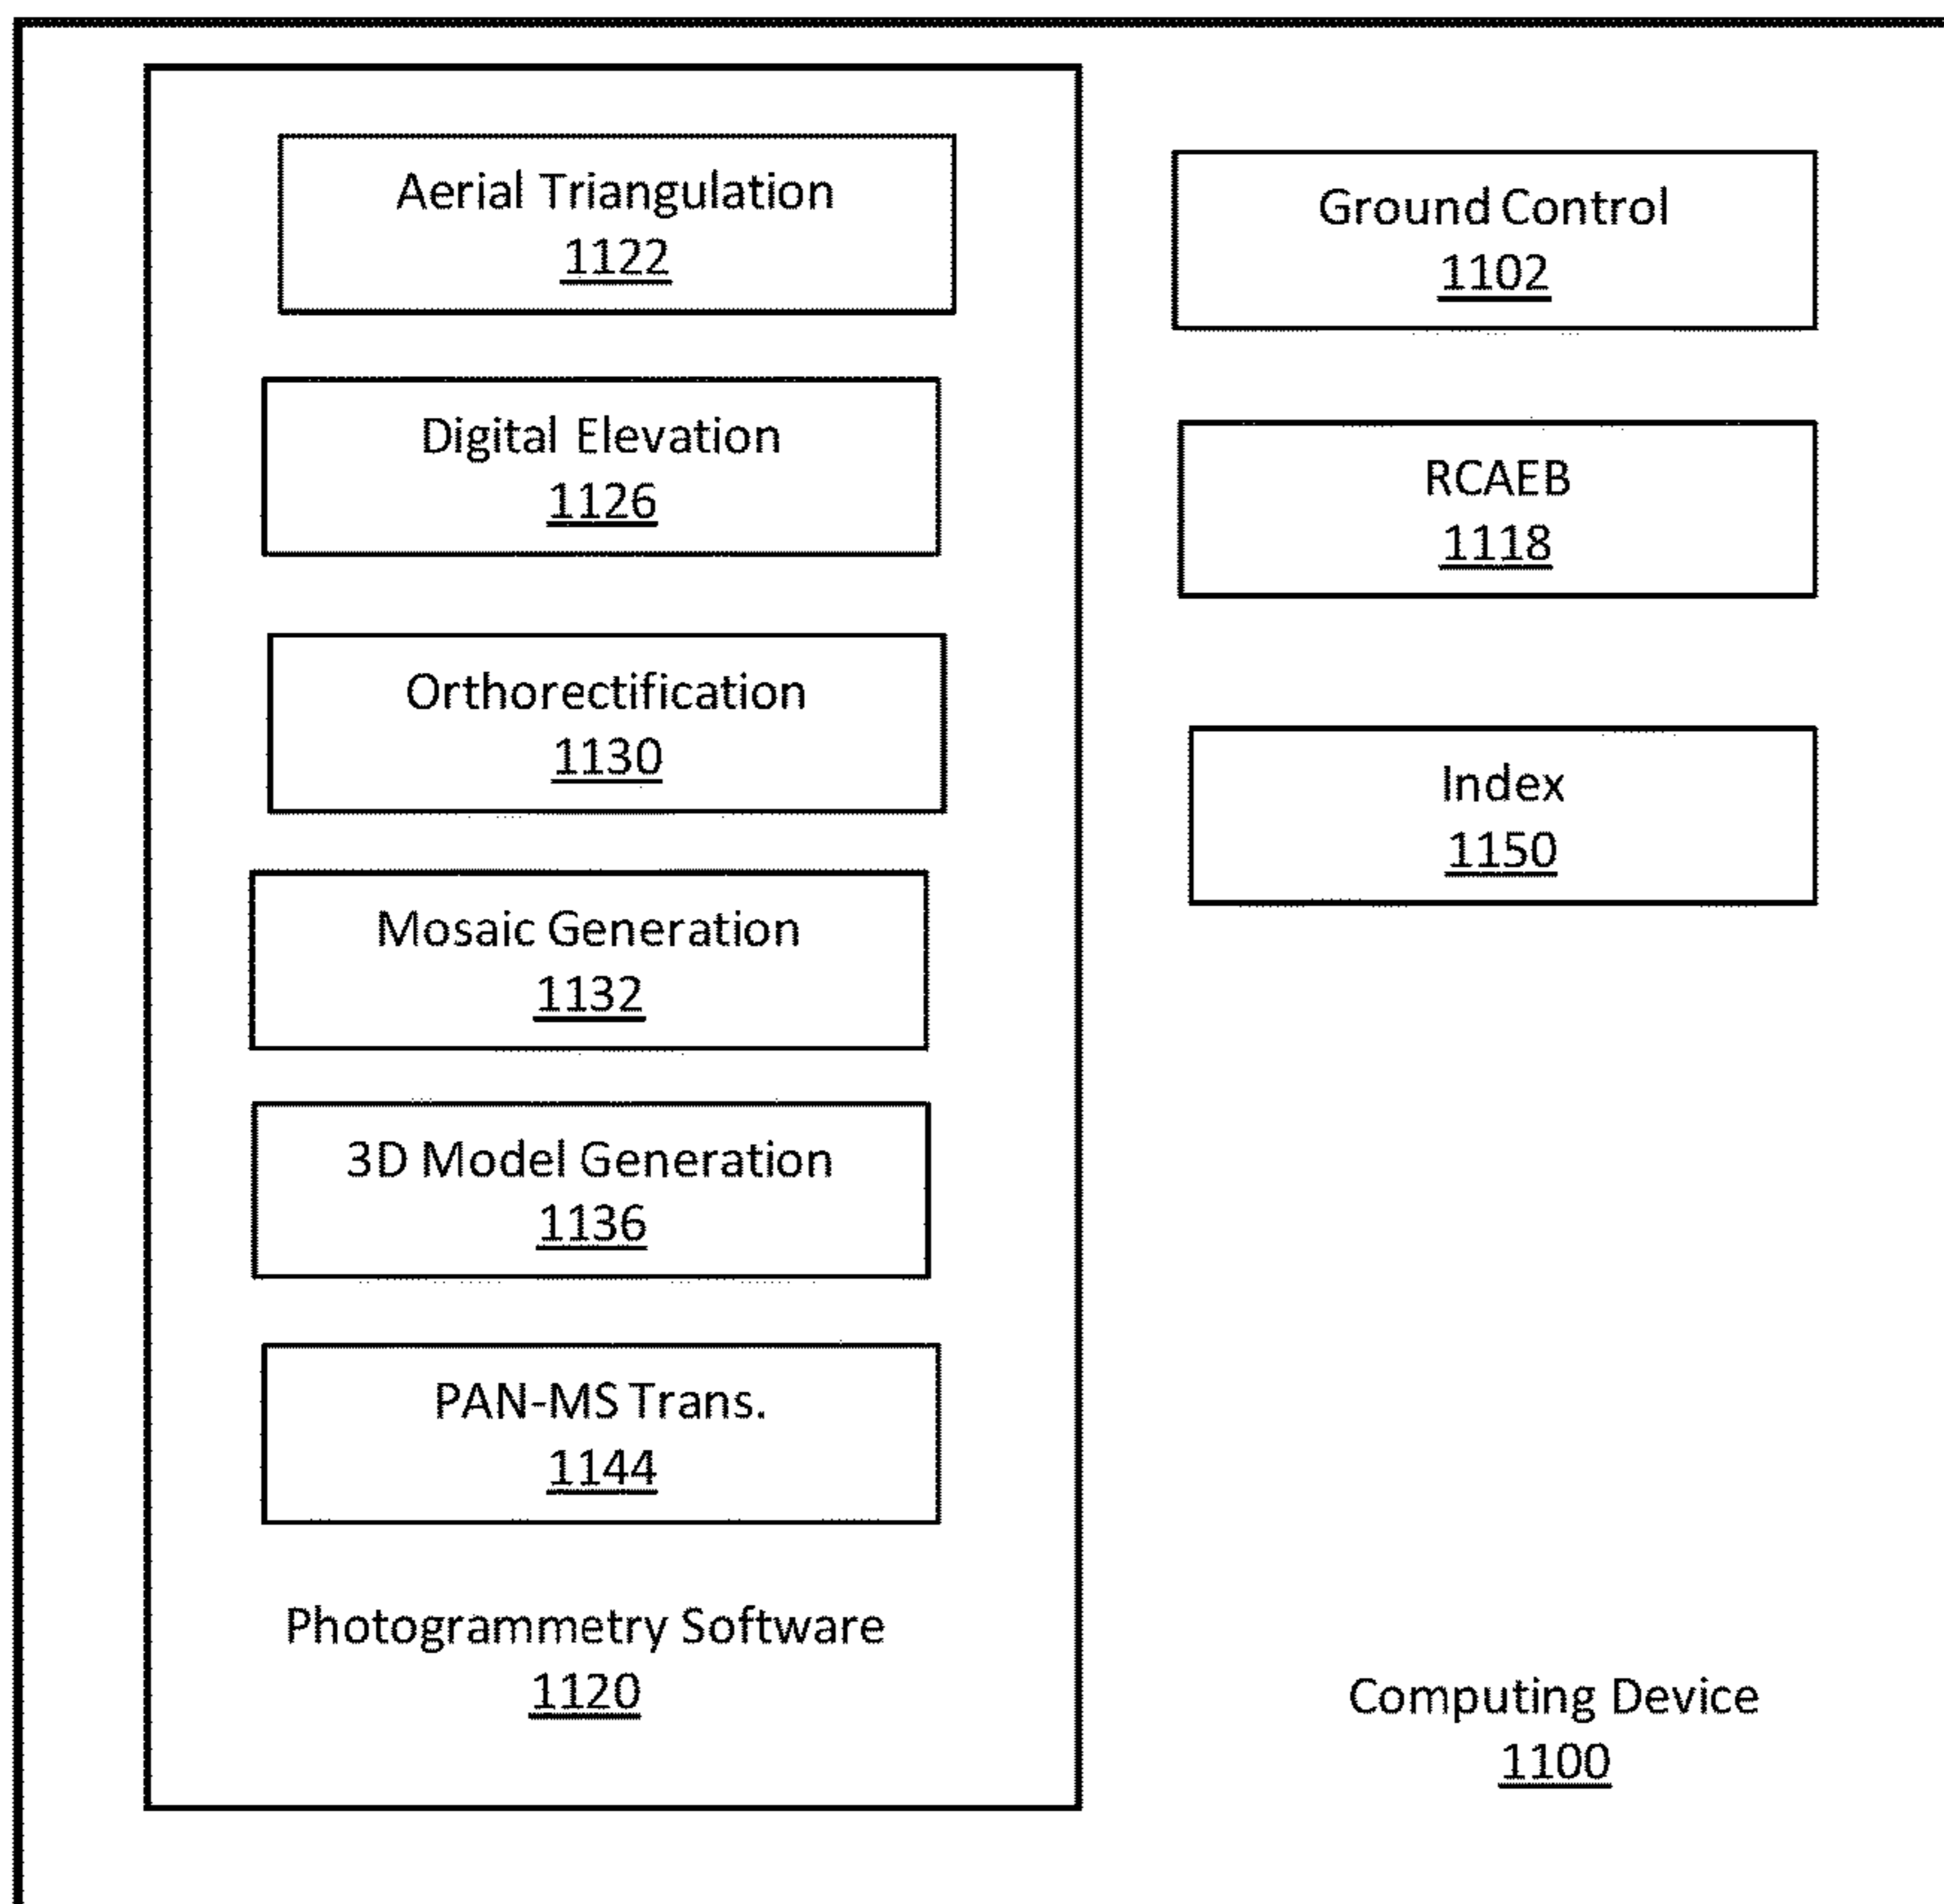 Aerial Triangulation
1122
Digital Elevation
1126
Orthorectification
1130
Mosaic Generation
1132
3D Model Generation
1136
PAN-MS Trans.
1144
Photogrammetry Software
1120
Ground Control
1102
RCAEB
1118
Index
1150
Computing Device
1100